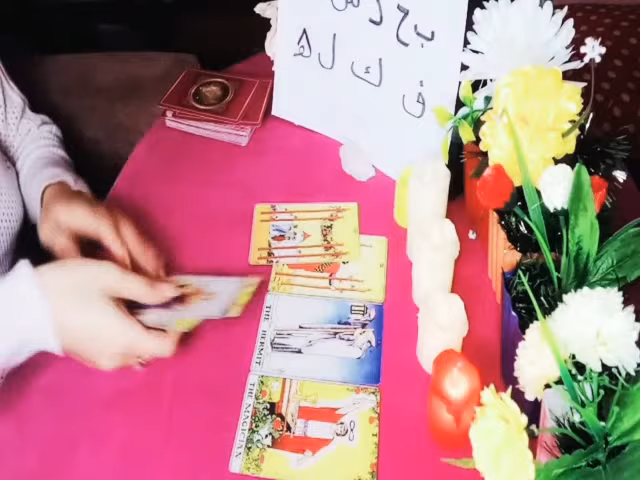 ب ح
ف ك ل ه
THE HERMIT
THE MAGICIAN